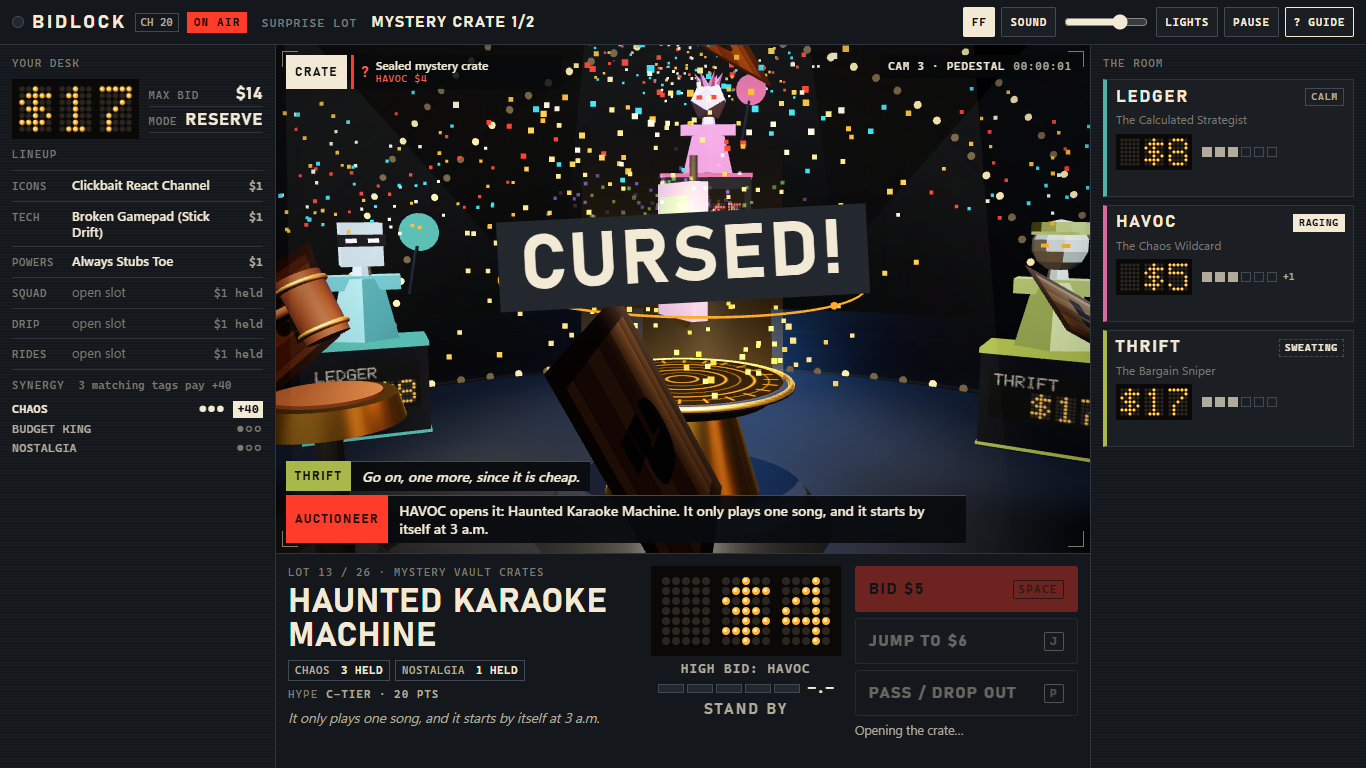 BIDLOCK CH 20 ON AIR SURPRISE LOT MYSTERY CRATE 1/2 FF SOUND LIGHTS PAUSE ? GUIDE
YOUR DESK
$17
MAX BID $14
MODE RESERVE
LINEUP
ICONS Clickbait React Channel $1
TECH Broken Gamepad (Stick Drift) $1
POWERS Always Stubs Toe $1
SQUAD open slot $1 held
DRIP open slot $1 held
RIDES open slot $1 held
SYNERGY 3 matching tags pay +40
CHAOS +40
BUDGET KING
NOSTALGIA
CRATE ? Sealed mystery crate
HAVOC $4
CAM 3 · PEDESTAL 00:00:01
CURSED!
LEDGER
THRIFT
THRIFT Go on, one more, since it is cheap.
AUCTIONEER HAVOC opens it: Haunted Karaoke Machine. It only plays one song, and it starts by
itself at 3 a.m.
LOT 13 / 26 · MYSTERY VAULT CRATES
HAUNTED KARAOKE
MACHINE
CHAOS 3 HELD NOSTALGIA 1 HELD
HYPE C-TIER · 20 PTS
It only plays one song, and it starts by itself at 3 a.m.
$4
HIGH BID: HAVOC
-.-
STAND BY
BID $5 SPACE
JUMP TO $6 J
PASS / DROP OUT P
Opening the crate...
THE ROOM
LEDGER CALM
The Calculated Strategist
$8
HAVOC RAGING
The Chaos Wildcard
$5 +1
THRIFT SWEATING
The Bargain Sniper
$17